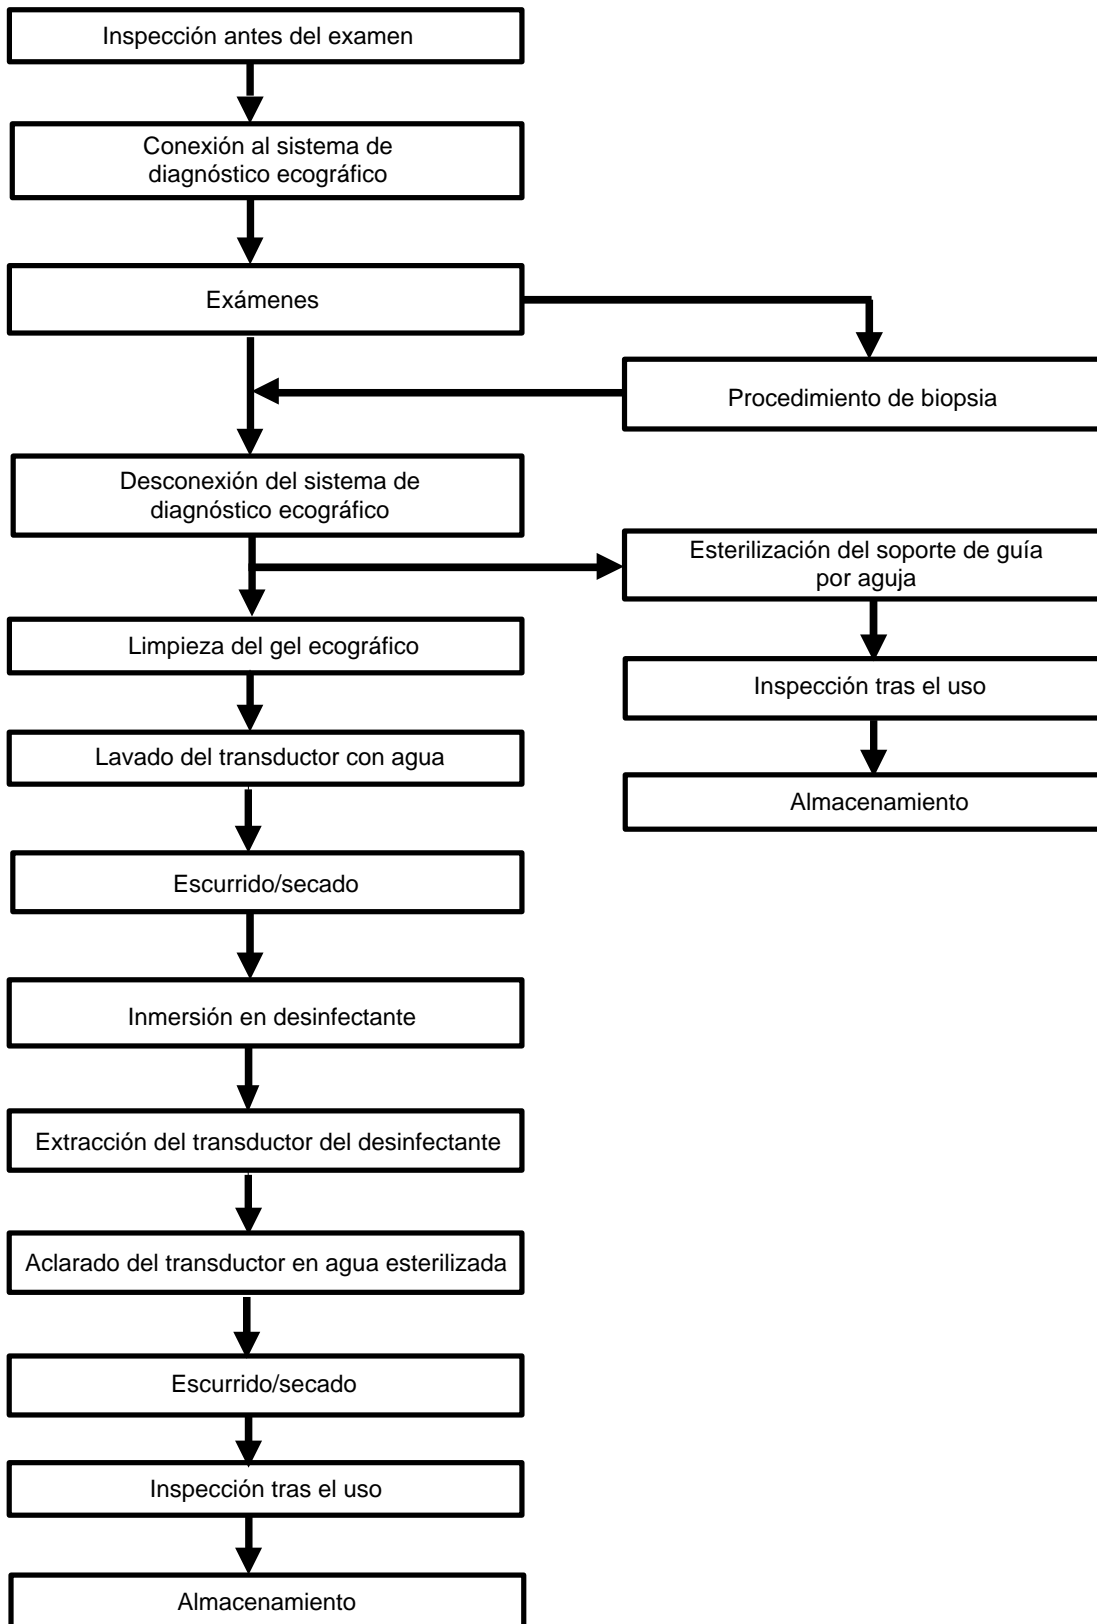 Inspección antes del examen
Conexión al sistema de
diagnóstico ecográfico
Exámenes
Procedimiento de biopsia
Desconexión del sistema de
diagnóstico ecográfico
Esterilización del soporte de guía
por aguja
Limpieza del gel ecográfico
Inspección tras el uso
Lavado del transductor con agua
Almacenamiento
Escurrido/secado
Inmersión en desinfectante
Extracción del transductor del desinfectante
Aclarado del transductor en agua esterilizada
Escurrido/secado
Inspección tras el uso
Almacenamiento